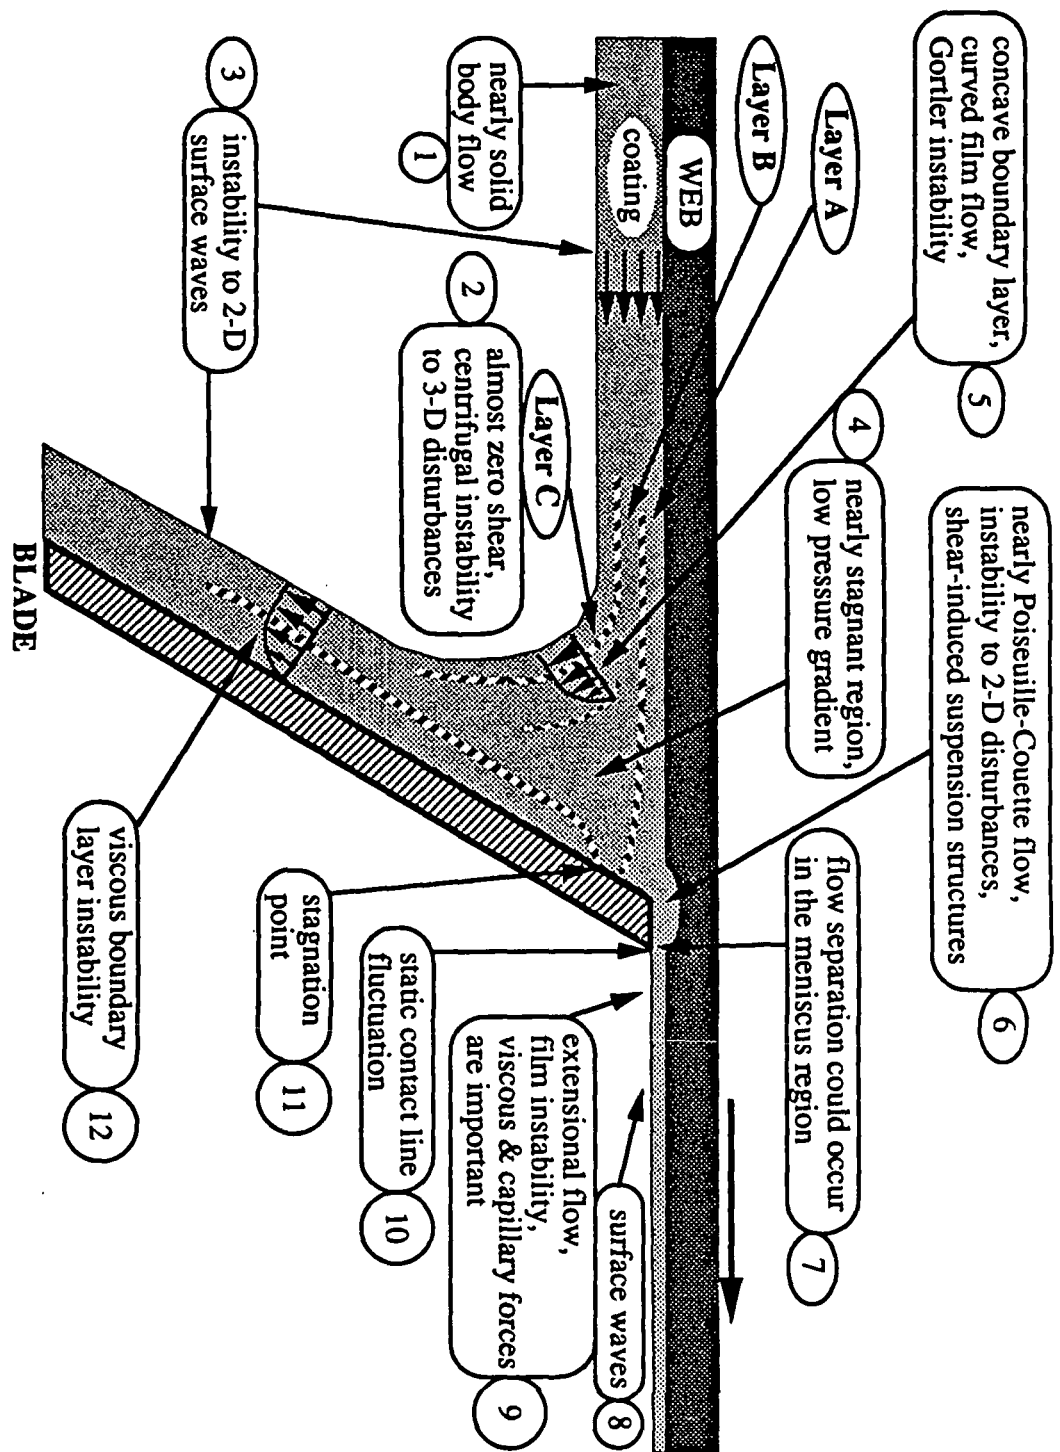 concave boundary layer,
curved film flow,
Gortler instability
5
nearly Poiseuille-Couette flow,
instability to 2-D disturbances,
shear-induced suspension structures
6
Layer A
Layer B
4
nearly stagnant region,
low pressure gradient
flow separation could occur
in the meniscus region
7
WEB
coating
nearly solid
body flow
1
2
almost zero shear,
centrifugal instability
to 3-D disturbances
Layer C
3
instability to 2-D
surface waves
surface waves
8
extensional flow,
film instability,
viscous & capillary forces
are important
9
static contact line
fluctuation
10
stagnation
point
11
viscous boundary
layer instability
12
BLADE